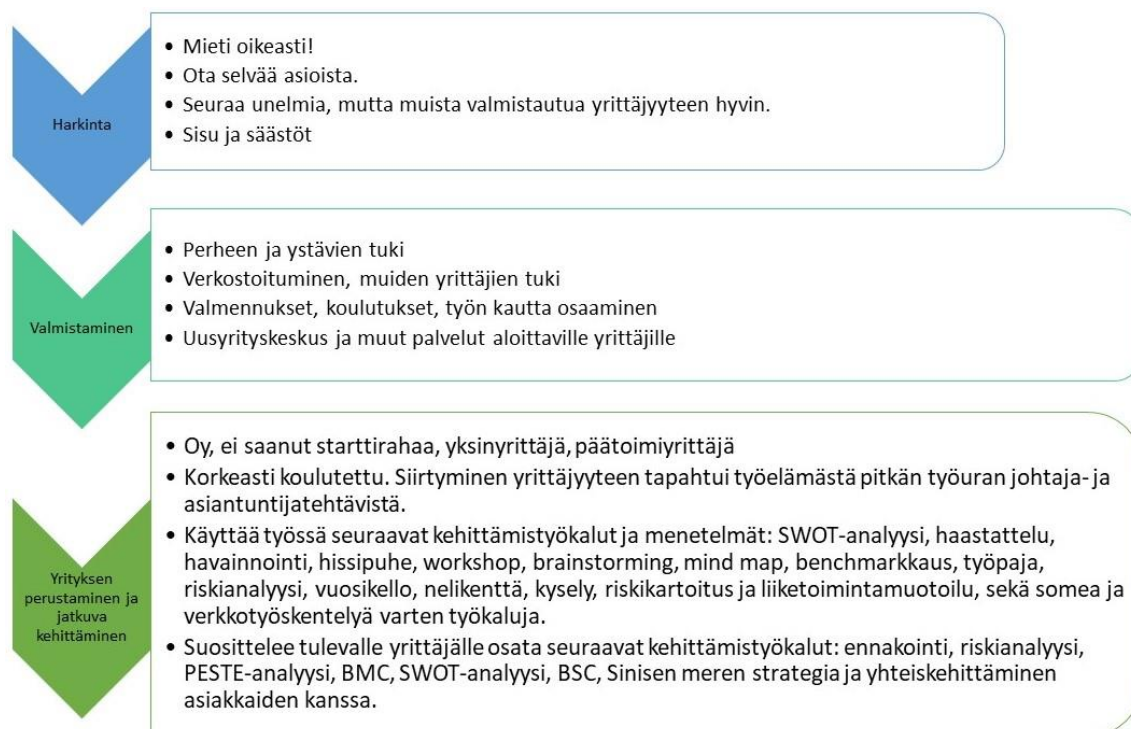 Harkinta
• Mieti oikeasti!
• Ota selvää asioista.
• Seuraa unelmia, mutta muista valmistautua yrittäjyyteen hyvin.
• Sisu ja säästöt
Valmistaminen
• Perheen ja ystävien tuki
• Verkostoituminen, muiden yrittäjien tuki
• Valmennukset, koulutukset, työn kautta osaaminen
• Uusyrityskeskus ja muut palvelut aloittaville yrittäjille
Yrityksen
perustaminen ja
jatkuva
kehittäminen
• Oy, ei saanut starttirahaa, yksinyrittäjä, päätoimiyrittäjä
• Korkeasti koulutettu. Siirtyminen yrittäjyyteen tapahtui työelämästä pitkän työuran johtaja- ja
asiantuntijatehtävistä.
• Käyttää työssä seuraavat kehittämistyökalut ja menetelmät: SWOT-analyysi, haastattelu,
havainnointi, hissipuhe, workshop, brainstorming, mind map, benchmarkkaus, työpaja,
riskianalyysi, vuosikello, nelikenttä, kysely, riskikartoitus ja liiketoimintamuotoilu, sekä somea ja
verkkotyöskentelyä varten työkaluja.
• Suosittelee tulevalle yrittäjälle osata seuraavat kehittämistyökalut: ennakointi, riskianalyysi,
PESTE-analyysi, BMC, SWOT-analyysi, BSC, Sinisen meren strategia ja yhteiskehittäminen
asiakkaiden kanssa.